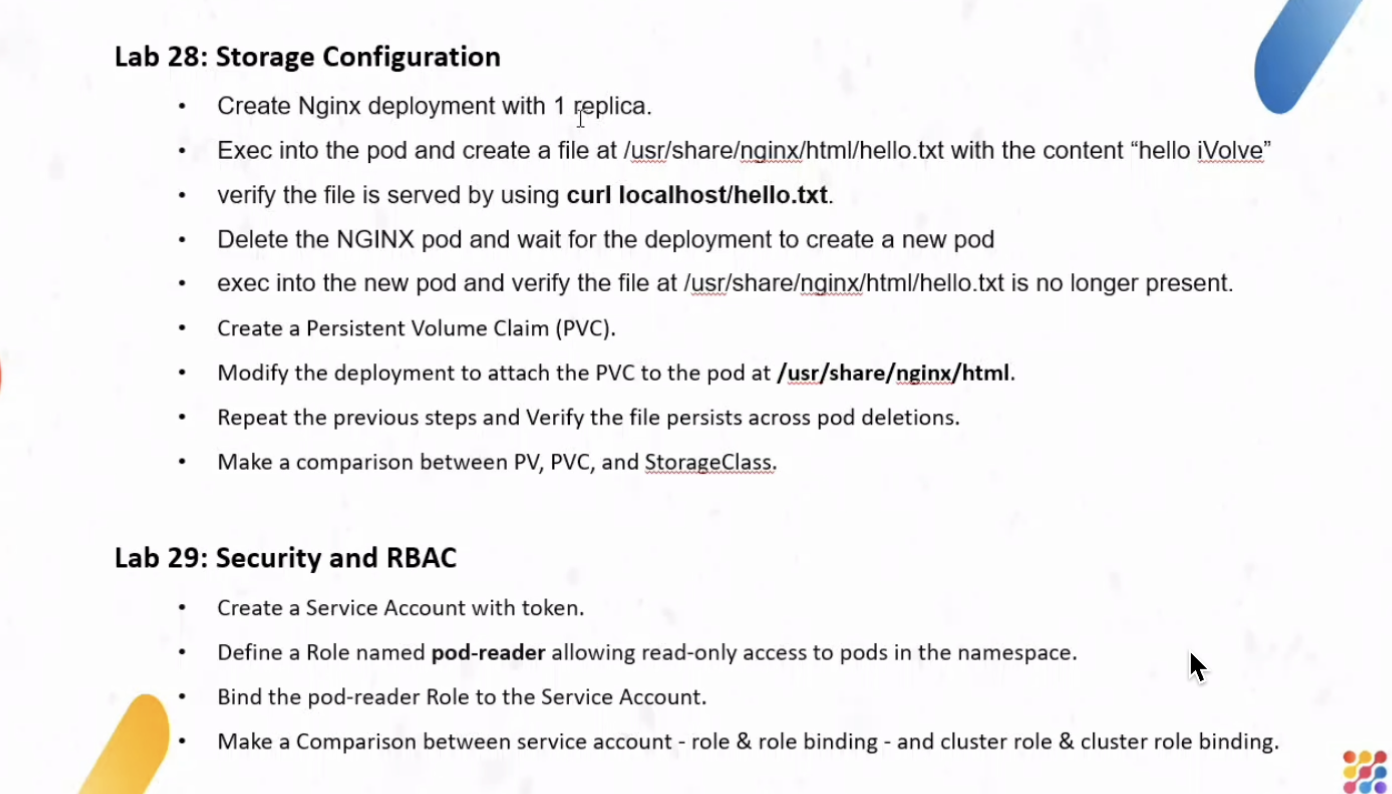 Lab 28: Storage Configuration
• Create Nginx deployment with 1 replica.
• Exec into the pod and create a file at /usr/share/nginx/html/hello.txt with the content “hello iVolve”
• verify the file is served by using curl localhost/hello.txt.
• Delete the NGINX pod and wait for the deployment to create a new pod
• exec into the new pod and verify the file at /usr/share/nginx/html/hello.txt is no longer present.
• Create a Persistent Volume Claim (PVC).
• Modify the deployment to attach the PVC to the pod at /usr/share/nginx/html.
• Repeat the previous steps and Verify the file persists across pod deletions.
• Make a comparison between PV, PVC, and StorageClass.
Lab 29: Security and RBAC
• Create a Service Account with token.
• Define a Role named pod-reader allowing read-only access to pods in the namespace.
• Bind the pod-reader Role to the Service Account.
• Make a Comparison between service account - role & role binding - and cluster role & cluster role binding.